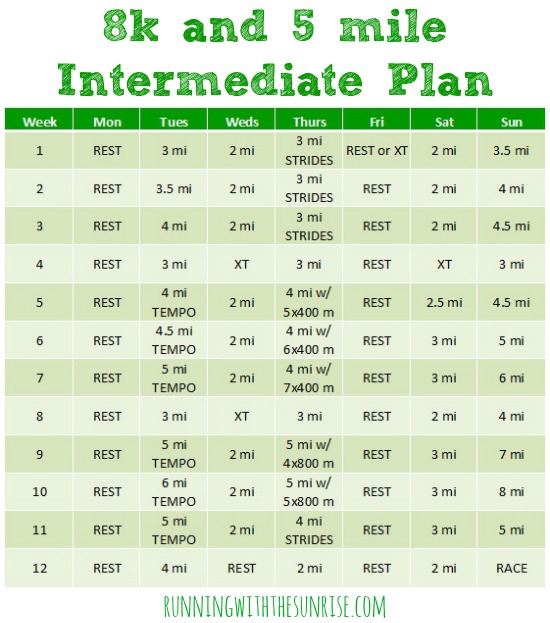 8k and 5 mile
Intermediate Plan
Week Mon Tues Weds Thurs Fri Sat Sun
1 REST 3 mi 2 mi 3 mi STRIDES REST or XT 2 mi 3.5 mi
2 REST 3.5 mi 2 mi 3 mi STRIDES REST 2 mi 4 mi
3 REST 4 mi 2 mi 3 mi STRIDES REST 2 mi 4.5 mi
4 REST 3 mi XT 3 mi REST XT 3 mi
5 REST 4 mi TEMPO 2 mi 4 mi w/ 5x400 m REST 2.5 mi 4.5 mi
6 REST 4.5 mi TEMPO 2 mi 4 mi w/ 6x400 m REST 3 mi 5 mi
7 REST 5 mi TEMPO 2 mi 4 mi w/ 7x400 m REST 3 mi 6 mi
8 REST 3 mi XT 3 mi REST 2 mi 4 mi
9 REST 5 mi TEMPO 2 mi 5 mi w/ 4x800 m REST 3 mi 7 mi
10 REST 6 mi TEMPO 2 mi 5 mi w/ 5x800 m REST 3 mi 8 mi
11 REST 5 mi TEMPO 2 mi 4 mi STRIDES REST 3 mi 5 mi
12 REST 4 mi REST 2 mi REST 2 mi RACE
RUNNINGWITHTHESUNRISE.COM